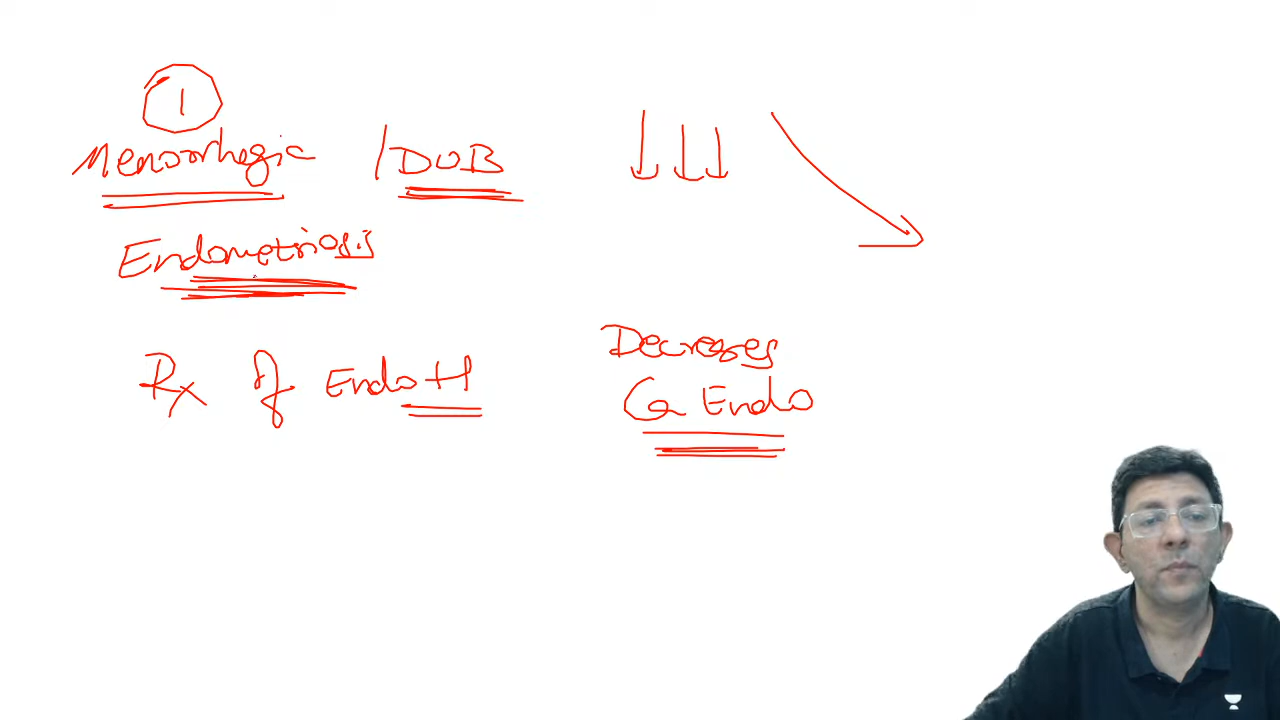 1
Menorrhagia /DUB
Endometriosis
Rx of Endo H
Decreases
Ca Endo